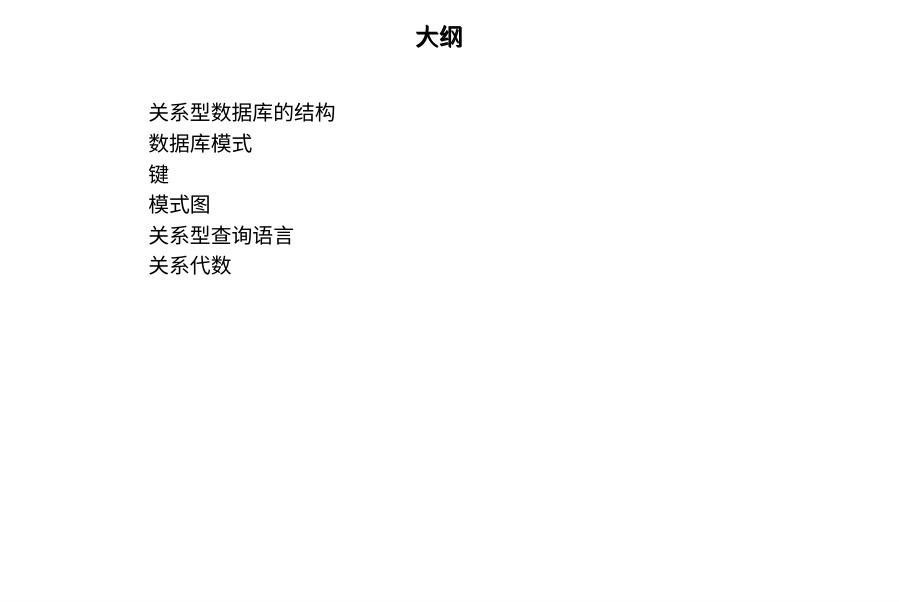 大纲
关系型数据库的结构
数据库模式
键
模式图
关系型查询语言
关系代数